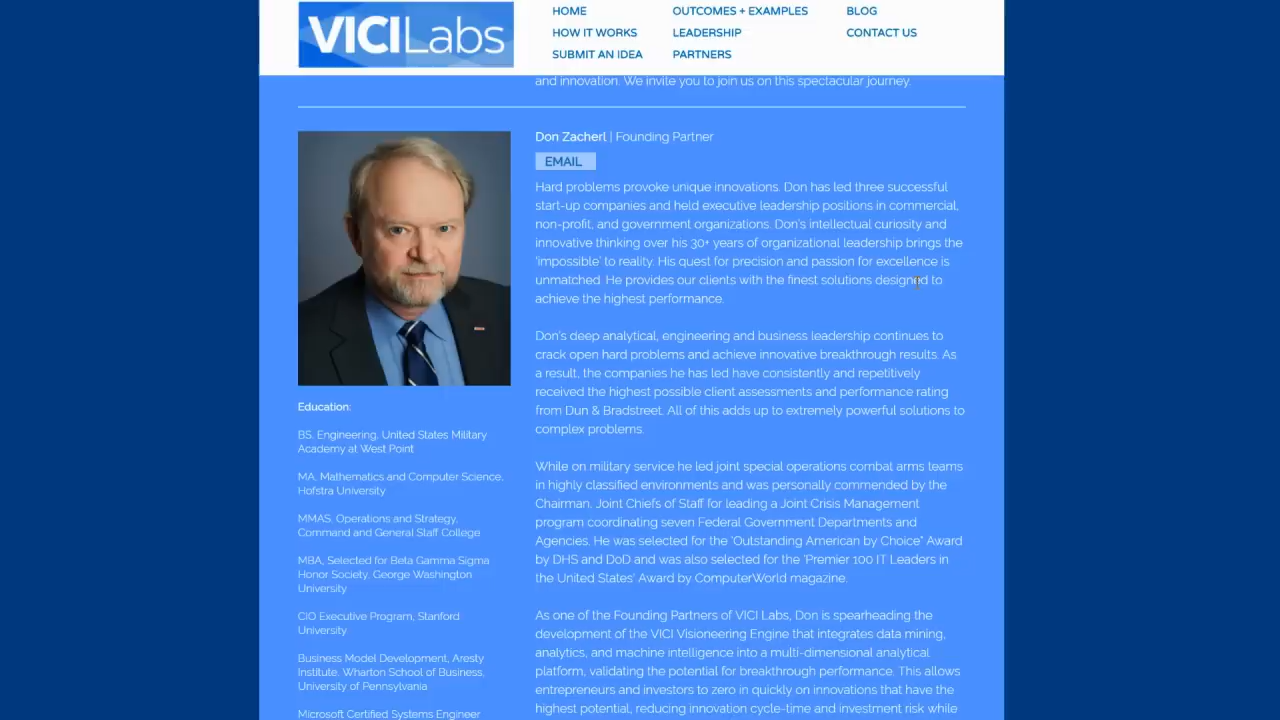 VICILabs
HOME
HOW IT WORKS
SUBMIT AN IDEA
OUTCOMES + EXAMPLES
LEADERSHIP
PARTNERS
BLOG
CONTACT US
and innovation. We invite you to join us on this spectacular journey.
Don Zacherl | Founding Partner
EMAIL
Hard problems provoke unique innovations. Don has led three successful
start-up companies and held executive leadership positions in commercial,
non-profit, and government organizations. Don's intellectual curiosity and
innovative thinking over his 30+ years of organizational leadership brings the
'impossible' to reality. His quest for precision and passion for excellence is
unmatched. He provides our clients with the finest solutions designed to
achieve the highest performance.
Don's deep analytical, engineering and business leadership continues to
crack open hard problems and achieve innovative breakthrough results. As
a result, the companies he has led have consistently and repetitively
received the highest possible client assessments and performance rating
from Dun & Bradstreet. All of this adds up to extremely powerful solutions to
complex problems.
While on military service he led joint special operations combat arms teams
in highly classified environments and was personally commended by the
Chairman, Joint Chiefs of Staff for leading a Joint Crisis Management
program coordinating seven Federal Government Departments and
Agencies. He was selected for the 'Outstanding American by Choice" Award
by DHS and DoD and was also selected for the 'Premier 100 IT Leaders in
the United States' Award by ComputerWorld magazine.
As one of the Founding Partners of VICI Labs, Don is spearheading the
development of the VICI Visioneering Engine that integrates data mining,
analytics, and machine intelligence into a multi-dimensional analytical
platform, validating the potential for breakthrough performance. This allows
entrepreneurs and investors to zero in quickly on innovations that have the
highest potential, reducing innovation cycle-time and investment risk while
Education:
BS, Engineering, United States Military
Academy at West Point
MA, Mathematics and Computer Science,
Hofstra University
MMAS, Operations and Strategy,
Command and General Staff College
MBA, Selected for Beta Gamma Sigma
Honor Society, George Washington
University
CIO Executive Program, Stanford
University
Business Model Development, Aresty
Institute, Wharton School of Business,
University of Pennsylvania
Microsoft Certified Systems Engineer